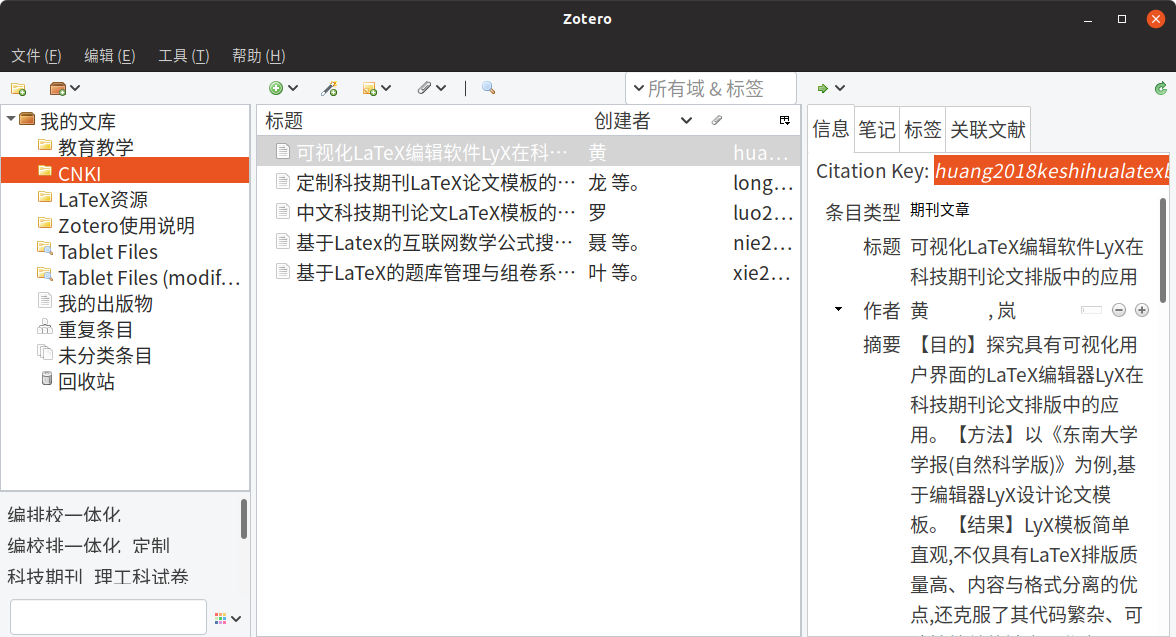 Zotero
文件 (F) 编辑 (E) 工具 (T) 帮助 (H)
所有域 & 标签
我的文库
教育教学
CNKI
LaTeX资源
Zotero使用说明
Tablet Files
Tablet Files (modif...
我的出版物
重复条目
未分类条目
回收站
编排校一体化
编校排一体化 定制
科技期刊 理工科试卷
标题 创建者
可视化LaTeX编辑软件LyX在科… 黄 hua...
定制科技期刊LaTeX论文模板的… 龙 等。 long...
中文科技期刊论文LaTeX模板的… 罗 luo2...
基于Latex的互联网数学公式搜… 聂 等。 nie2...
基于LaTeX的题库管理与组卷系… 叶 等。 xie2...
信息 笔记 标签 关联文献
Citation Key: huang2018keshihualatexb
条目类型 期刊文章
标题 可视化LaTeX编辑软件LyX在
科技期刊论文排版中的应用
作者 黄 , 岚
摘要 【目的】探究具有可视化用
户界面的LaTeX编辑器LyX在
科技期刊论文排版中的应
用。【方法】以《东南大学
学报(自然科学版)》为例,基
于编辑器LyX设计论文模
板。【结果】LyX模板简单
直观,不仅具有LaTeX排版质
量高、内容与格式分离的优
点,还克服了其代码繁杂、可